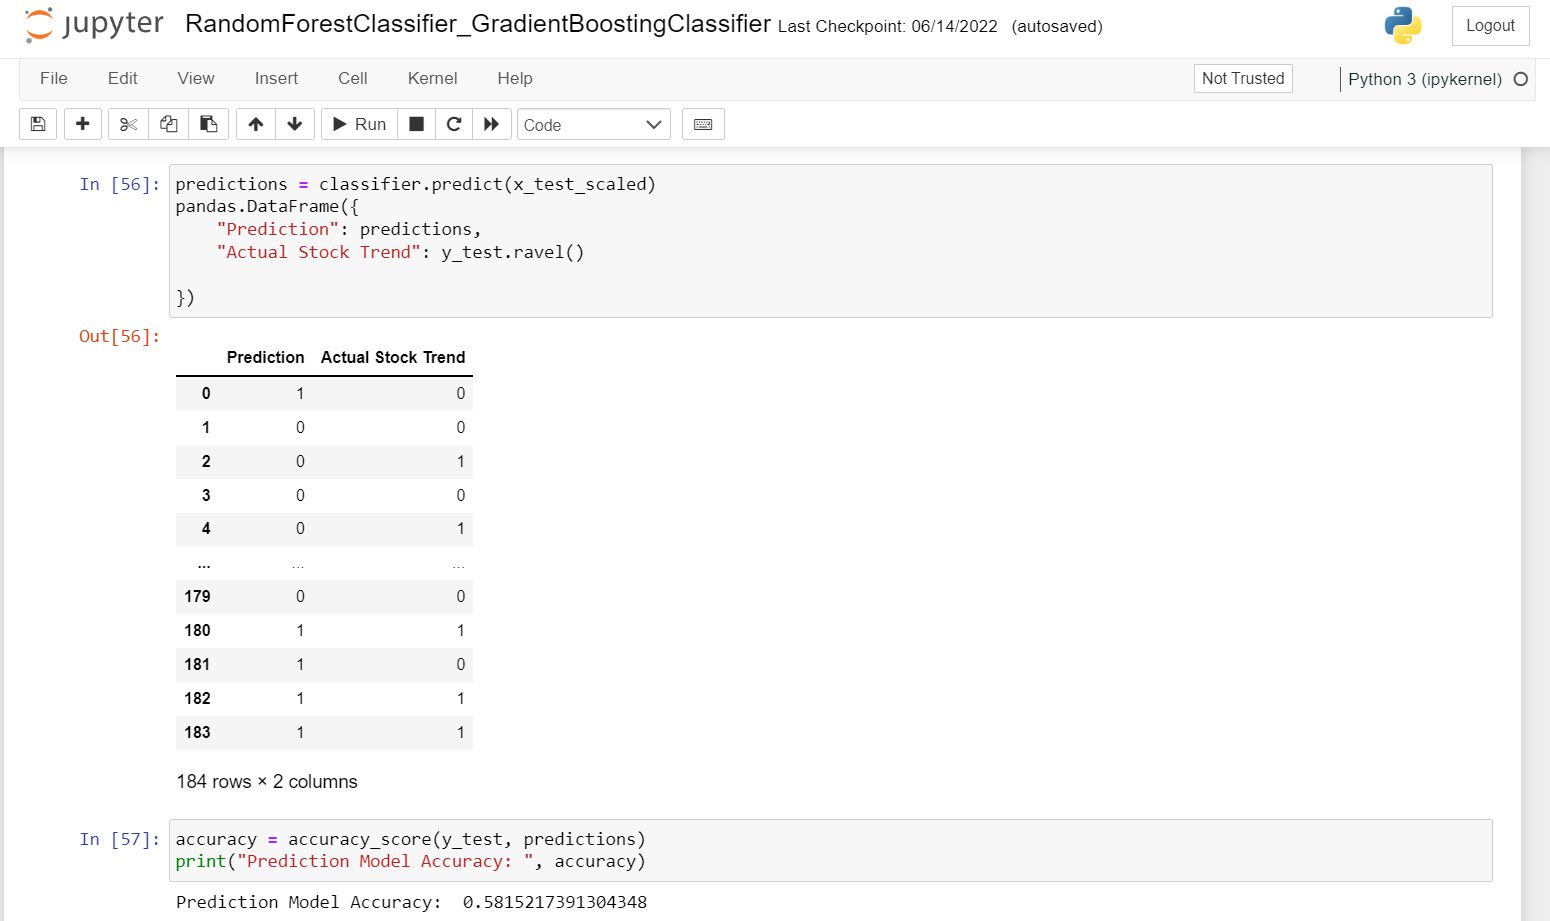 jupyter RandomForestClassifier_GradientBoostingClassifier Last Checkpoint: 06/14/2022 (autosaved) Logout
File Edit View Insert Cell Kernel Help Not Trusted Python 3 (ipykernel)
Run Code
In [56]: predictions = classifier.predict(x_test_scaled)
pandas.DataFrame({
    "Prediction": predictions,
    "Actual Stock Trend": y_test.ravel()
})
Out[56]:
Prediction Actual Stock Trend
0 1 0
1 0 0
2 0 1
3 0 0
4 0 1
... ... ...
179 0 0
180 1 1
181 1 0
182 1 1
183 1 1
184 rows × 2 columns
In [57]: accuracy = accuracy_score(y_test, predictions)
print("Prediction Model Accuracy: ", accuracy)
Prediction Model Accuracy:  0.5815217391304348